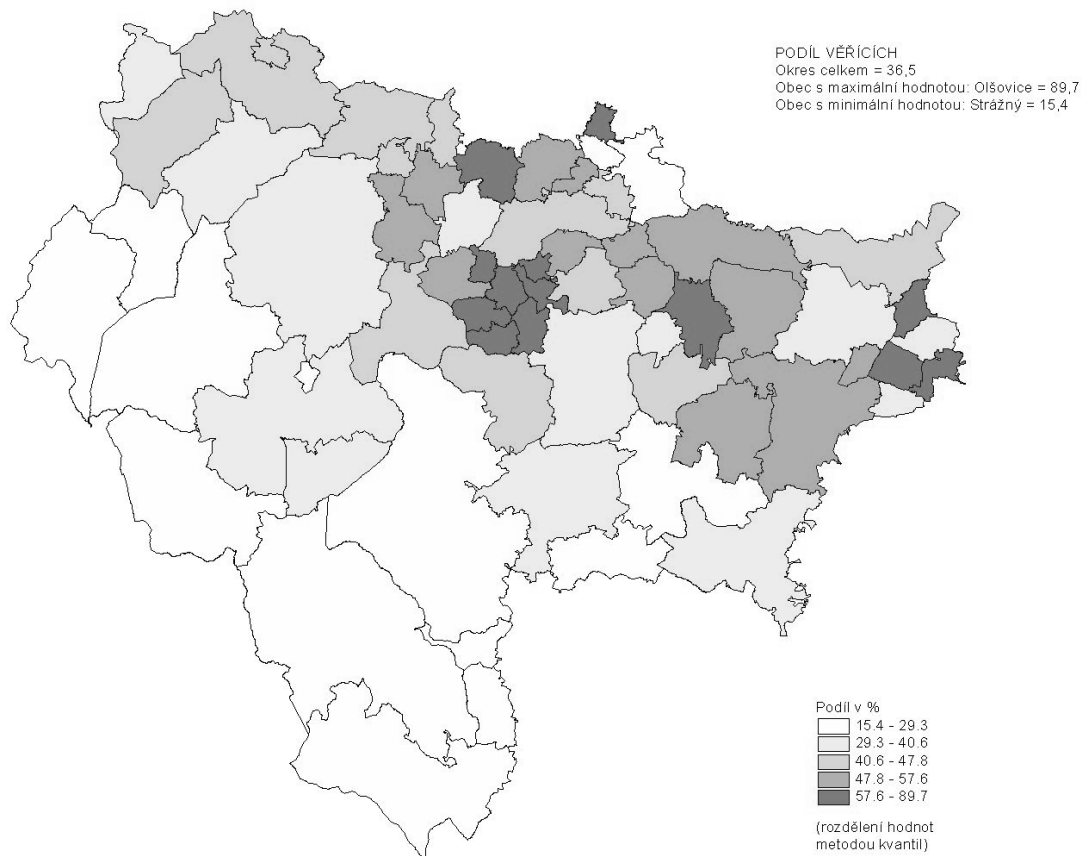 PODÍL VĚŘÍCÍCH
Okres celkem = 36,5
Obec s maximální hodnotou: Olšovice = 89,7
Obec s minimální hodnotou: Strážný = 15,4
Podíl v %
15.4 - 29.3
29.3 - 40.6
40.6 - 47.8
47.8 - 57.6
57.6 - 89.7
(rozdělení hodnot
metodou kvantil)